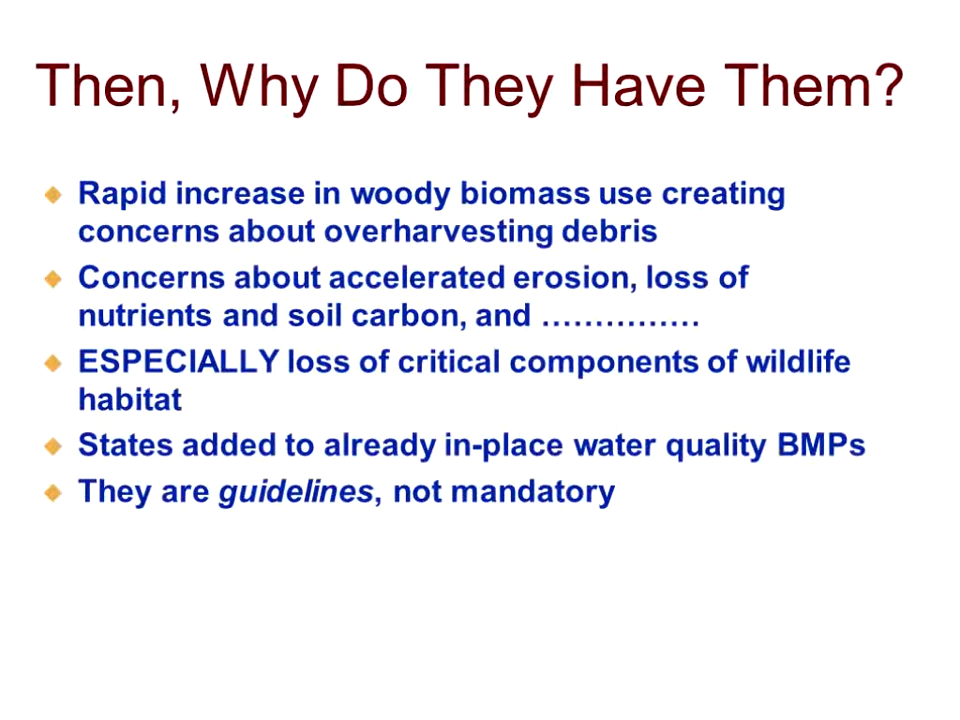 Then, Why Do They Have Them?
Rapid increase in woody biomass use creating
concerns about overharvesting debris
Concerns about accelerated erosion, loss of
nutrients and soil carbon, and ……………
ESPECIALLY loss of critical components of wildlife
habitat
States added to already in-place water quality BMPs
They are guidelines, not mandatory